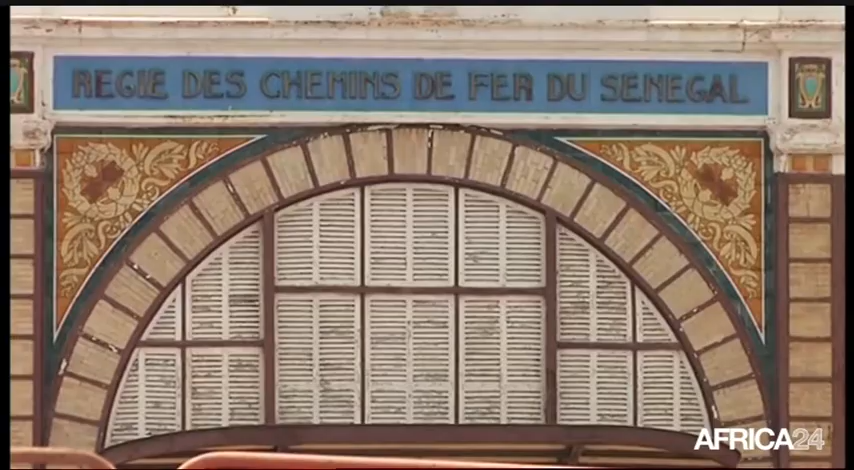 REGIE DES CHEMINS DE FER DU SENEGAL
AFRICA24